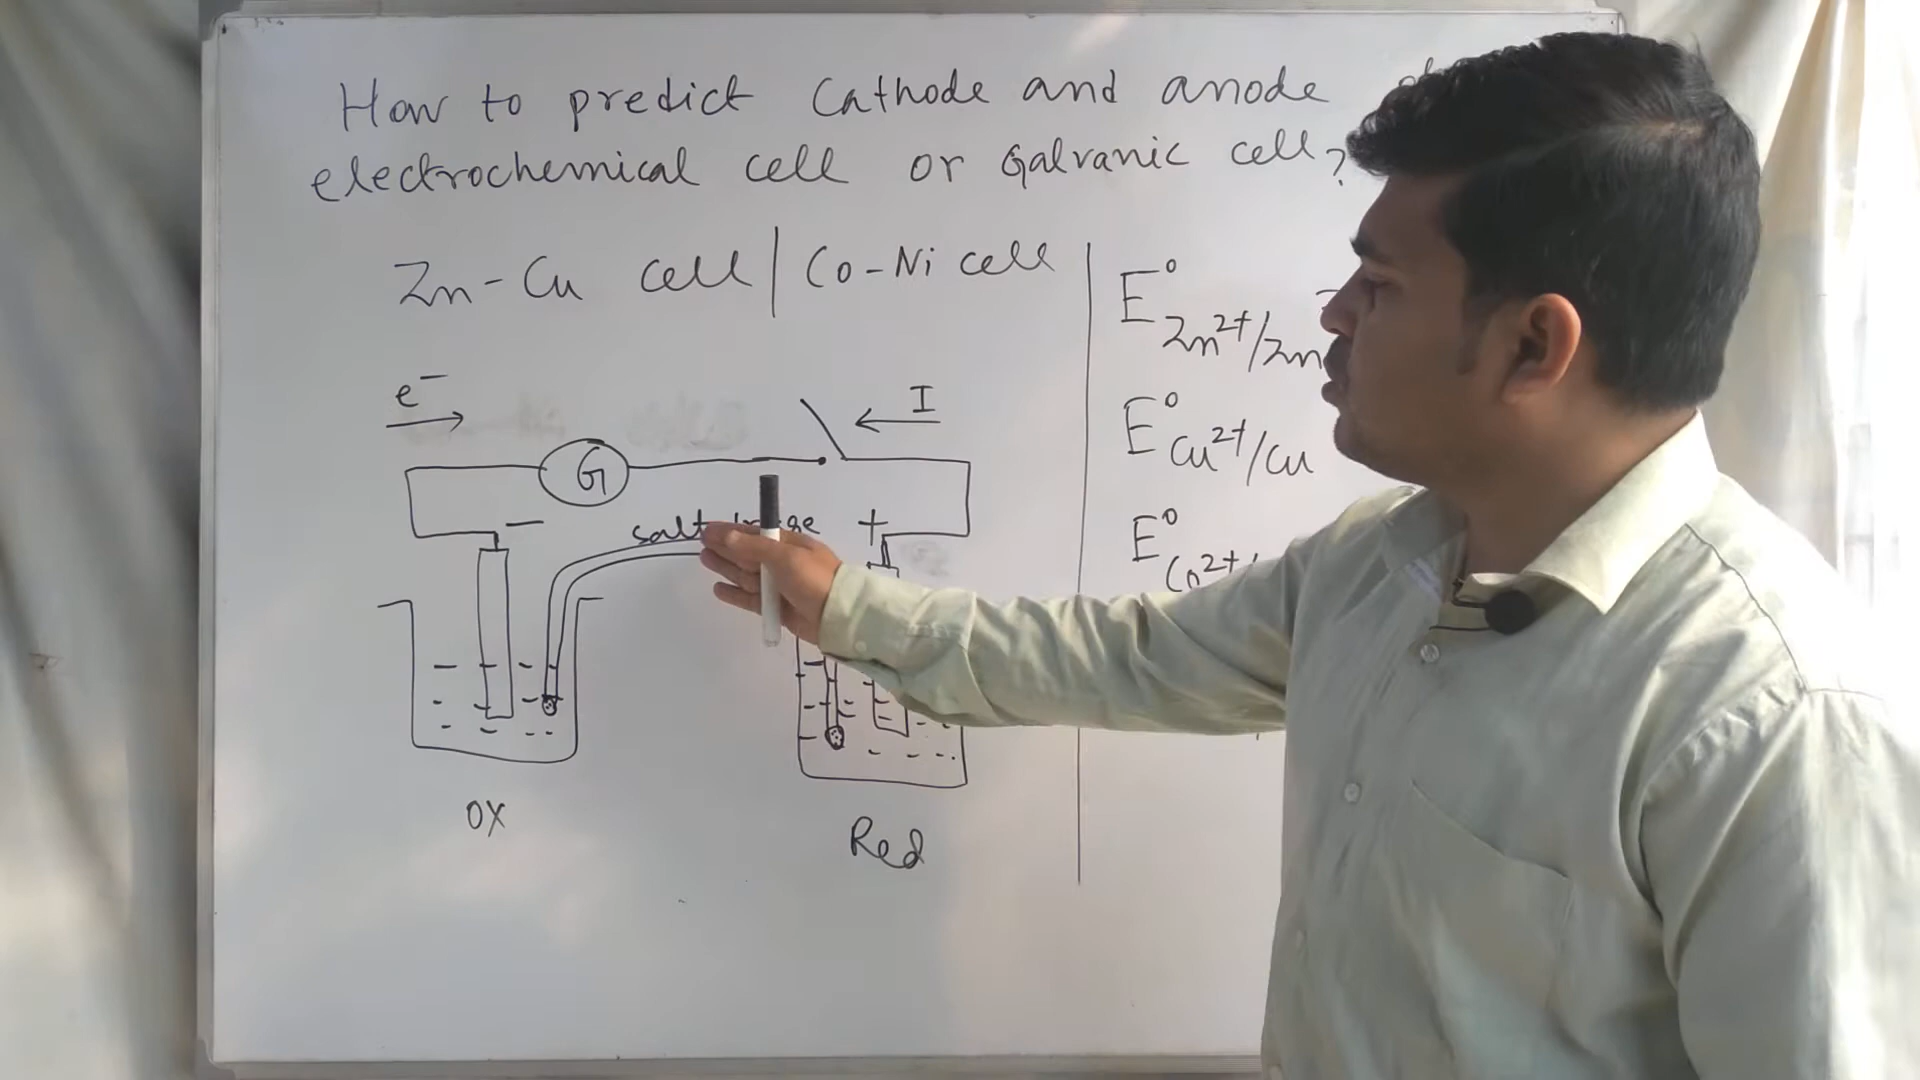 How to predict cathode and anode
electrochemical cell or Galvanic cell?
Zn-Cu cell | Co-Ni cell
e⁻
I
G
salt
−
+
OX
Red
E° Zn²⁺/Zn
E° Cu²⁺/Cu
E° Co²⁺/